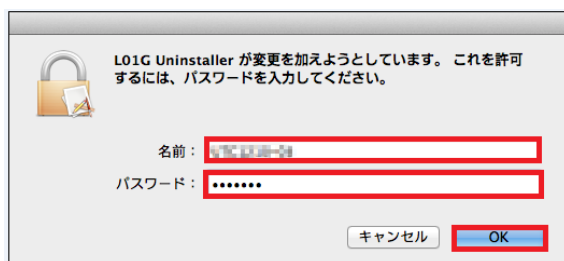 L01G Uninstaller が変更を加えようとしています。 これを許可
するには、パスワードを入力してください。
名前：
パスワード： •••••••
キャンセル OK